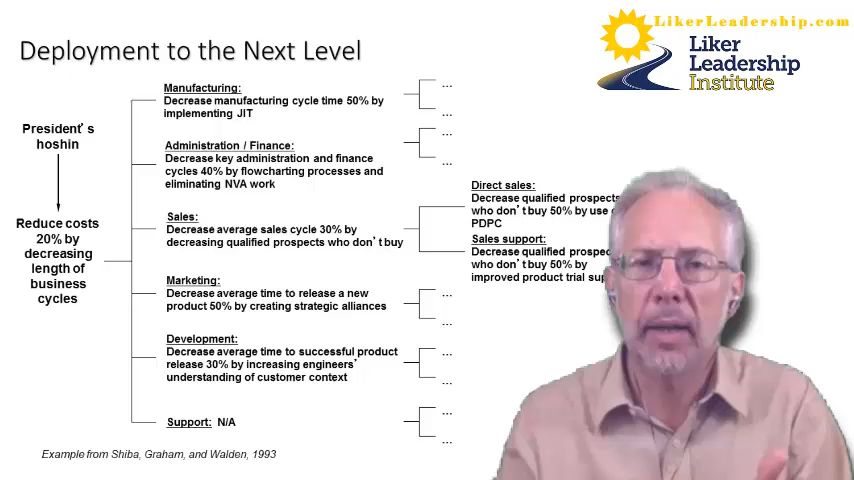 LikerLeadership.com
Liker
Leadership
Institute
Deployment to the Next Level
President's
hoshin
Reduce costs
20% by
decreasing
length of
business
cycles
Manufacturing:
Decrease manufacturing cycle time 50% by
implementing JIT
...
...
Administration / Finance:
Decrease key administration and finance
cycles 40% by flowcharting processes and
eliminating NVA work
...
...
Sales:
Decrease average sales cycle 30% by
decreasing qualified prospects who don't buy
Direct sales:
Decrease qualified prospects
who don't buy 50% by use
PDPC
Sales support:
Decrease qualified
who don't buy 50% by
improved product trial
Marketing:
Decrease average time to release a new
product 50% by creating strategic alliances
...
...
Development:
Decrease average time to successful product
release 30% by increasing engineers'
understanding of customer context
...
...
Support: N/A
...
...
Example from Shiba, Graham, and Walden, 1993